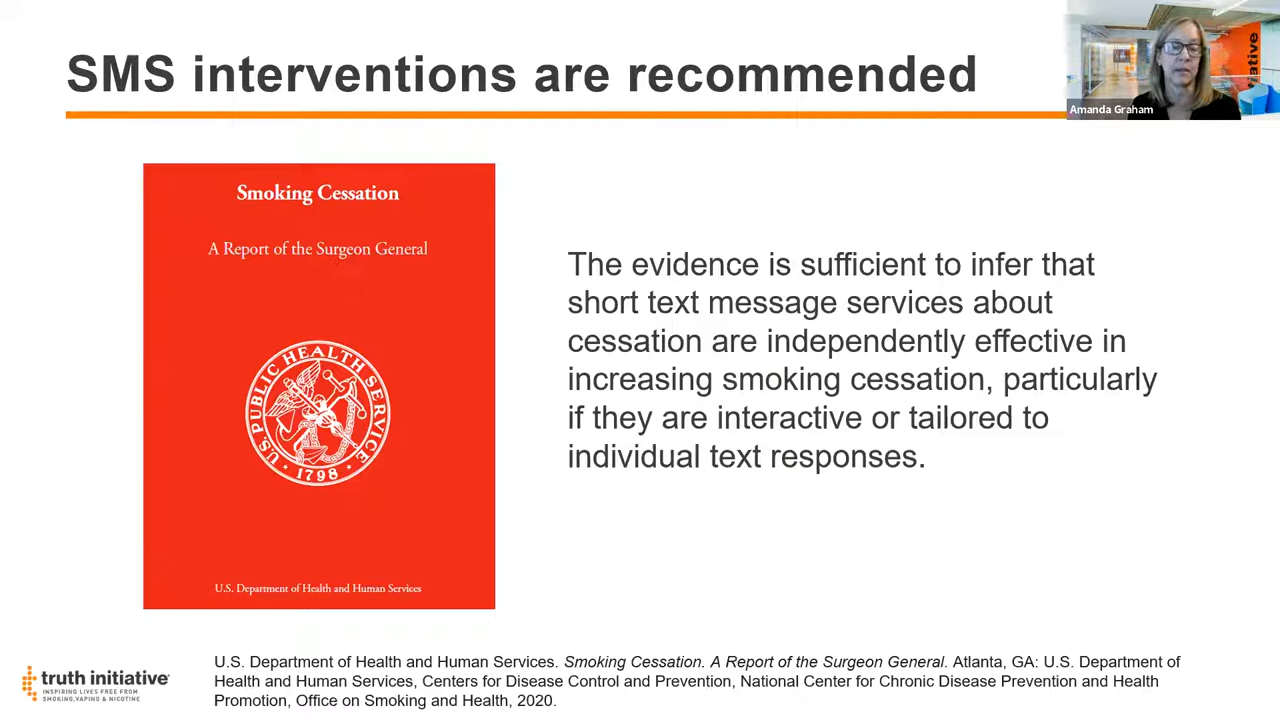 SMS interventions are recommended
itiative
Amanda Graham
Smoking Cessation
A Report of the Surgeon General
U.S. PUBLIC HEALTH SERVICE
1798
U.S. Department of Health and Human Services
The evidence is sufficient to infer that
short text message services about
cessation are independently effective in
increasing smoking cessation, particularly
if they are interactive or tailored to
individual text responses.
truth initiative
INSPIRING LIVES FREE FROM
SMOKING, VAPING & NICOTINE
U.S. Department of Health and Human Services. Smoking Cessation. A Report of the Surgeon General. Atlanta, GA: U.S. Department of
Health and Human Services, Centers for Disease Control and Prevention, National Center for Chronic Disease Prevention and Health
Promotion, Office on Smoking and Health, 2020.